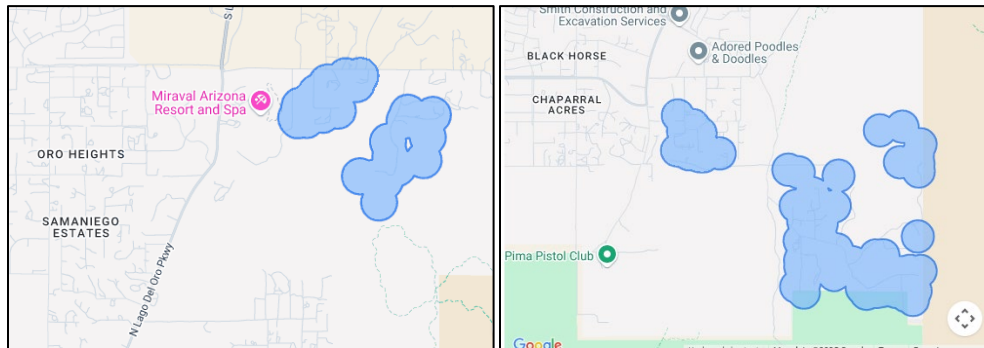 S L
Miraval Arizona
Resort and Spa
ORO HEIGHTS
SAMANIEGO
ESTATES
N Lago Del Oro Pkwy
Smith Construction and
Excavation Services
Adored Poodles
& Doodles
BLACK HORSE
CHAPARRAL
ACRES
Pima Pistol Club
Google